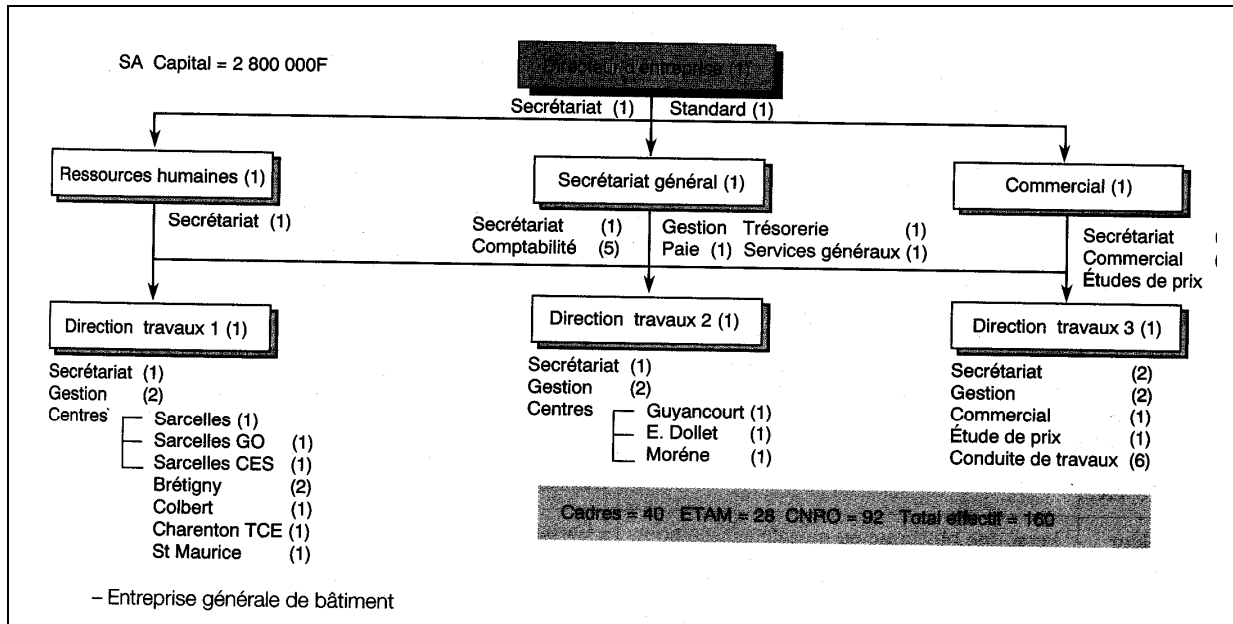 SA Capital = 2 800 000F
Directeur d'entreprise (1)
Secrétariat (1) Standard (1)
Ressources humaines (1)
Secrétariat général (1)
Commercial (1)
Secrétariat (1)
Secrétariat (1)
Comptabilité (5)
Gestion Trésorerie (1)
Paie (1) Services généraux (1)
Secrétariat
Commercial
Études de prix
Direction travaux 1 (1)
Direction travaux 2 (1)
Direction travaux 3 (1)
Secrétariat (1)
Gestion (2)
Centres
Sarcelles (1)
Sarcelles GO (1)
Sarcelles CES (1)
Brétigny (2)
Colbert (1)
Charenton TCE (1)
St Maurice (1)
Secrétariat (1)
Gestion (2)
Centres
Guyancourt (1)
E. Dollet (1)
Moréne (1)
Secrétariat (2)
Gestion (2)
Commercial (1)
Étude de prix (1)
Conduite de travaux (6)
Cadres = 40 ETAM = 28 CNRO = 92 Total effectif = 160
– Entreprise générale de bâtiment